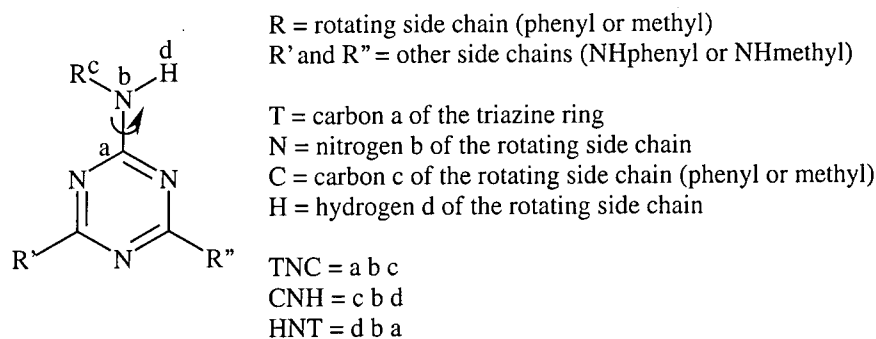 R = rotating side chain (phenyl or methyl)
R' and R" = other side chains (NHphenyl or NHmethyl)
T = carbon a of the triazine ring
N = nitrogen b of the rotating side chain
C = carbon c of the rotating side chain (phenyl or methyl)
H = hydrogen d of the rotating side chain
TNC = a b c
CNH = c b d
HNT = d b a
d
R c b H
N
a
N N
R' N R"